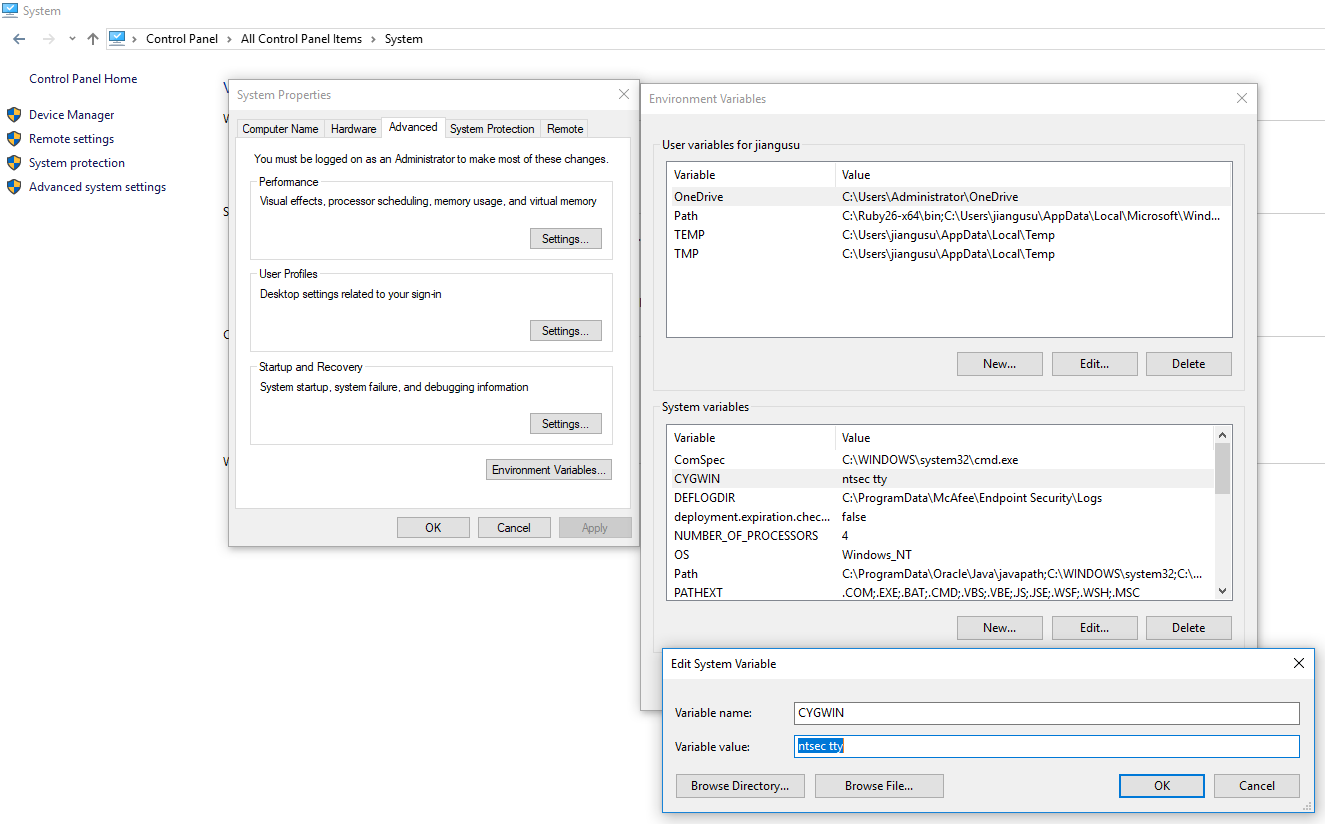 System
Control Panel > All Control Panel Items > System
Control Panel Home
Device Manager
Remote settings
System protection
Advanced system settings
System Properties
Computer Name Hardware Advanced System Protection Remote
You must be logged on as an Administrator to make most of these changes.
Performance
Visual effects, processor scheduling, memory usage, and virtual memory
Settings...
User Profiles
Desktop settings related to your sign-in
Settings...
Startup and Recovery
System startup, system failure, and debugging information
Settings...
Environment Variables...
OK Cancel Apply
Environment Variables
User variables for jiangusu
Variable Value
OneDrive C:\Users\Administrator\OneDrive
Path C:\Ruby26-x64\bin;C:\Users\jiangusu\AppData\Local\Microsoft\Wind...
TEMP C:\Users\jiangusu\AppData\Local\Temp
TMP C:\Users\jiangusu\AppData\Local\Temp
New... Edit... Delete
System variables
Variable Value
ComSpec C:\WINDOWS\system32\cmd.exe
CYGWIN ntsec tty
DEFLOGDIR C:\ProgramData\McAfee\Endpoint Security\Logs
deployment.expiration.chec... false
NUMBER_OF_PROCESSORS 4
OS Windows_NT
Path C:\ProgramData\Oracle\Java\javapath;C:\WINDOWS\system32;C:\...
PATHEXT .COM;.EXE;.BAT;.CMD;.VBS;.VBE;.JS;.JSE;.WSF;.WSH;.MSC
New... Edit... Delete
Edit System Variable
Variable name: CYGWIN
Variable value: ntsec tty
Browse Directory... Browse File... OK Cancel